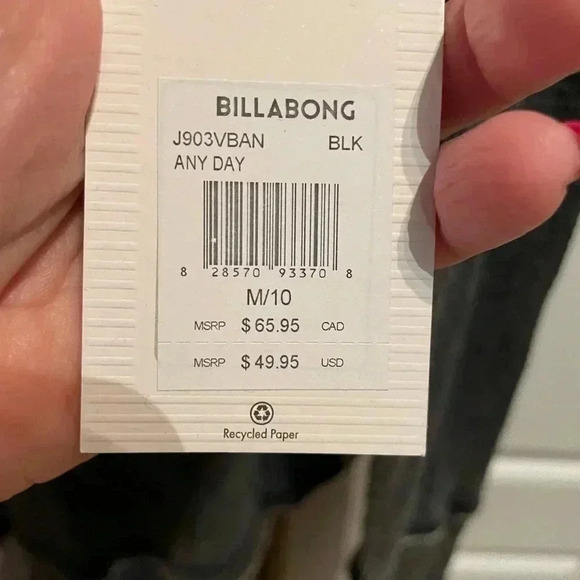 BILLABONG
J903VBAN BLK
ANY DAY
8 28570 93370 8
M/10
MSRP $65.95 CAD
MSRP $49.95 USD
Recycled Paper